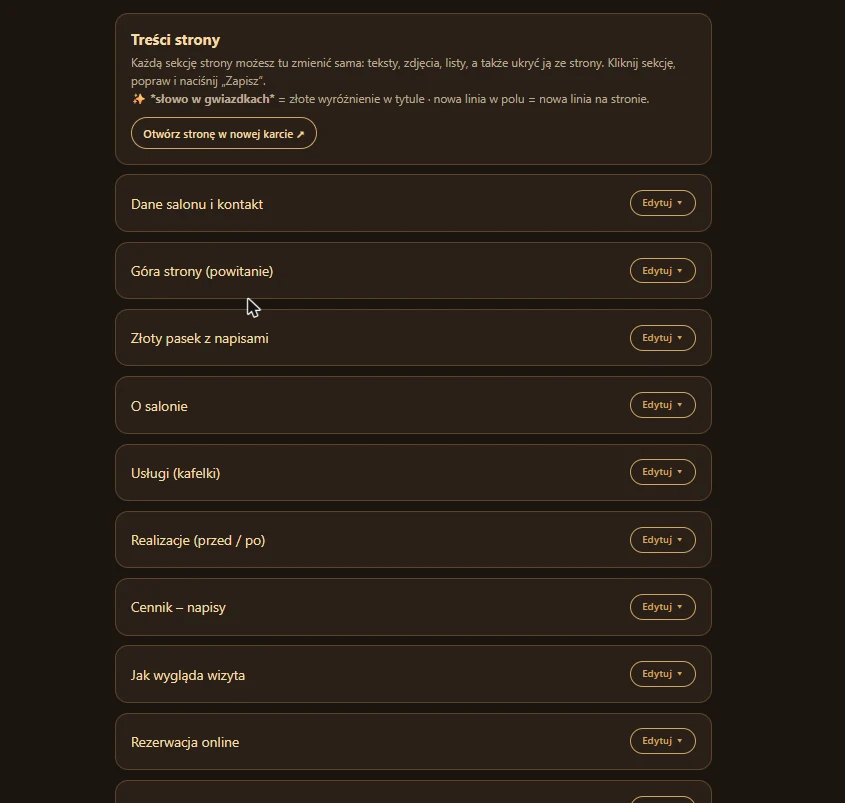 Treści strony
Każdą sekcję strony możesz tu zmienić sama: teksty, zdjęcia, listy, a także ukryć ją ze strony. Kliknij sekcję,
popraw i naciśnij „Zapisz”.
✨ *słowo w gwiazdkach* = złote wyróżnienie w tytule · nowa linia w polu = nowa linia na stronie.
Otwórz stronę w nowej karcie ↗
Dane salonu i kontakt
Edytuj ▾
Góra strony (powitanie)
Edytuj ▾
Złoty pasek z napisami
Edytuj ▾
O salonie
Edytuj ▾
Usługi (kafelki)
Edytuj ▾
Realizacje (przed / po)
Edytuj ▾
Cennik – napisy
Edytuj ▾
Jak wygląda wizyta
Edytuj ▾
Rezerwacja online
Edytuj ▾